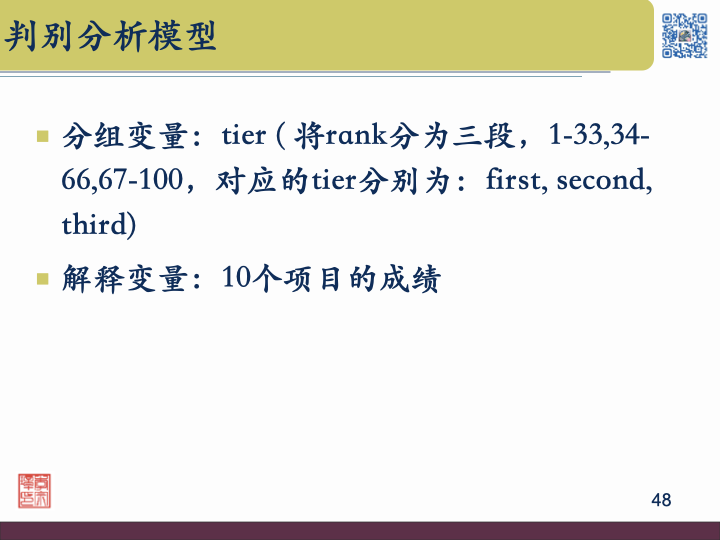 判别分析模型
分组变量：tier ( 将rank分为三段，1-33,34-
66,67-100，对应的tier分别为：first, second,
third)
解释变量：10个项目的成绩
48